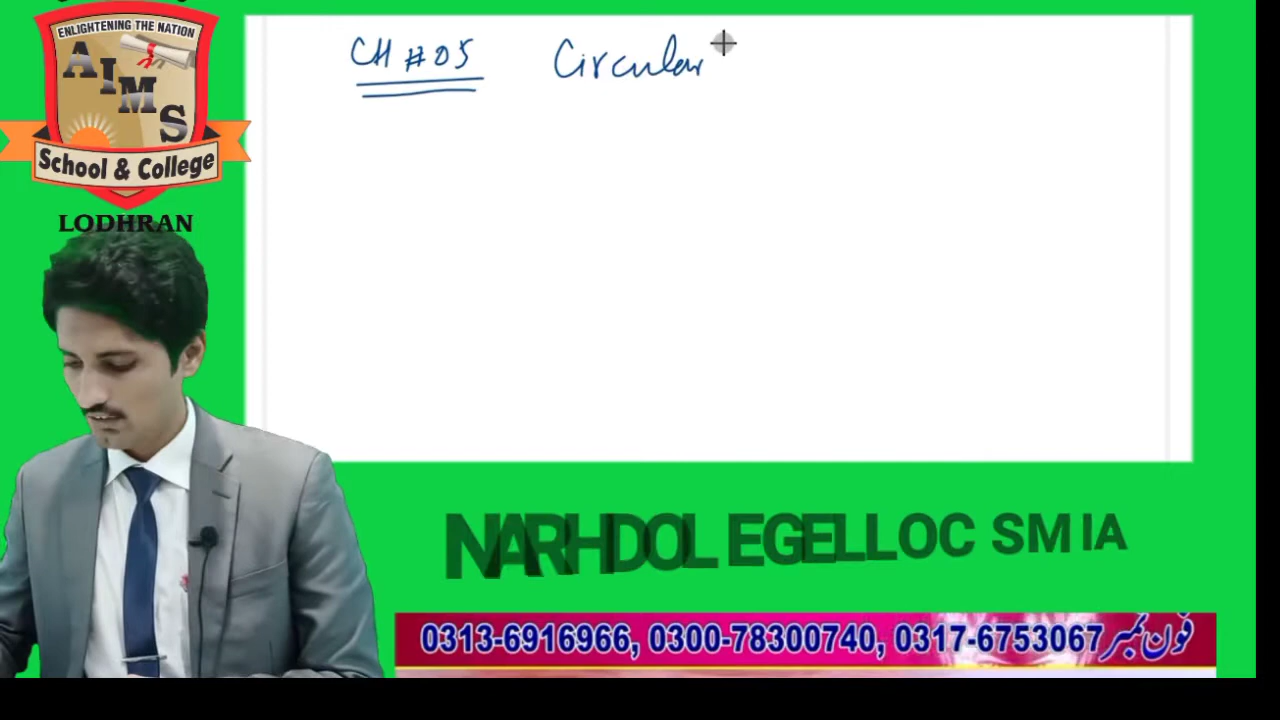 ENLIGHTENING THE NATION
AIMS
School & College
LODHRAN
CH # 05 Circular
NARHDOL EGELLOC SMIA
0313-6916966, 0300-78300740, 0317-6753067 فون نمبر